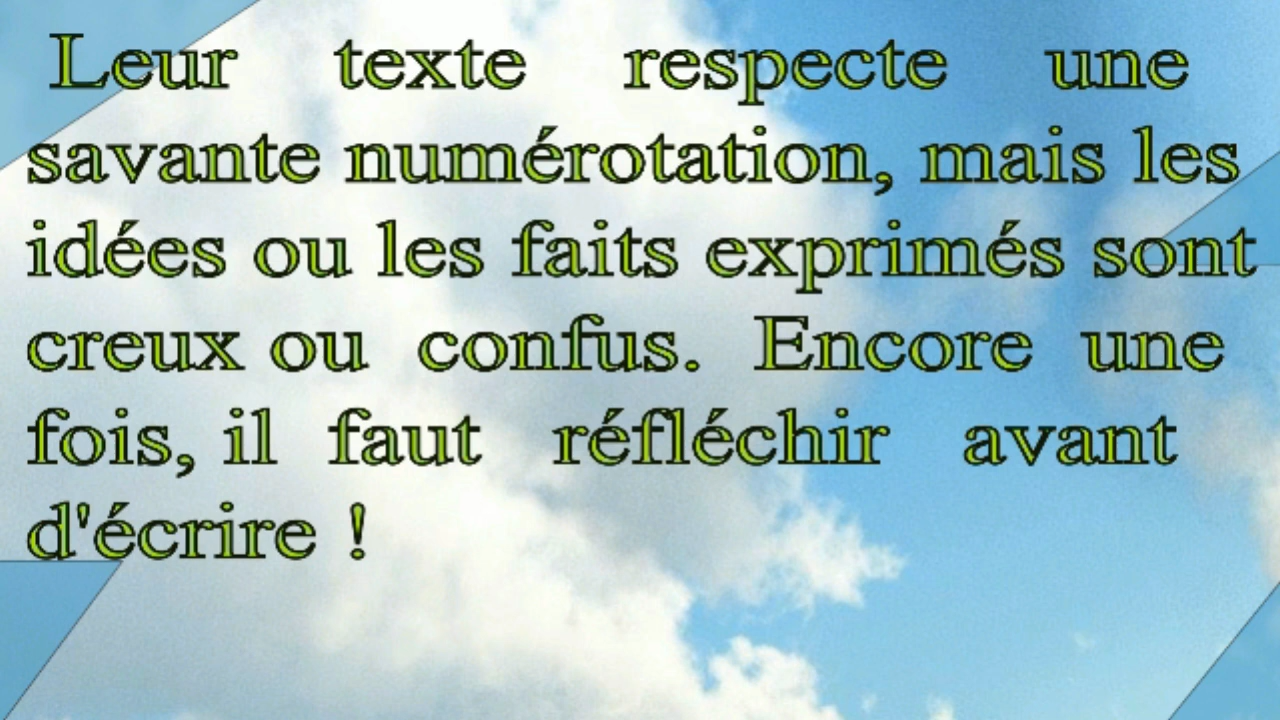 Leur texte respecte une
savante numérotation, mais les
idées ou les faits exprimés sont
creux ou confus. Encore une
fois, il faut réfléchir avant
d'écrire !